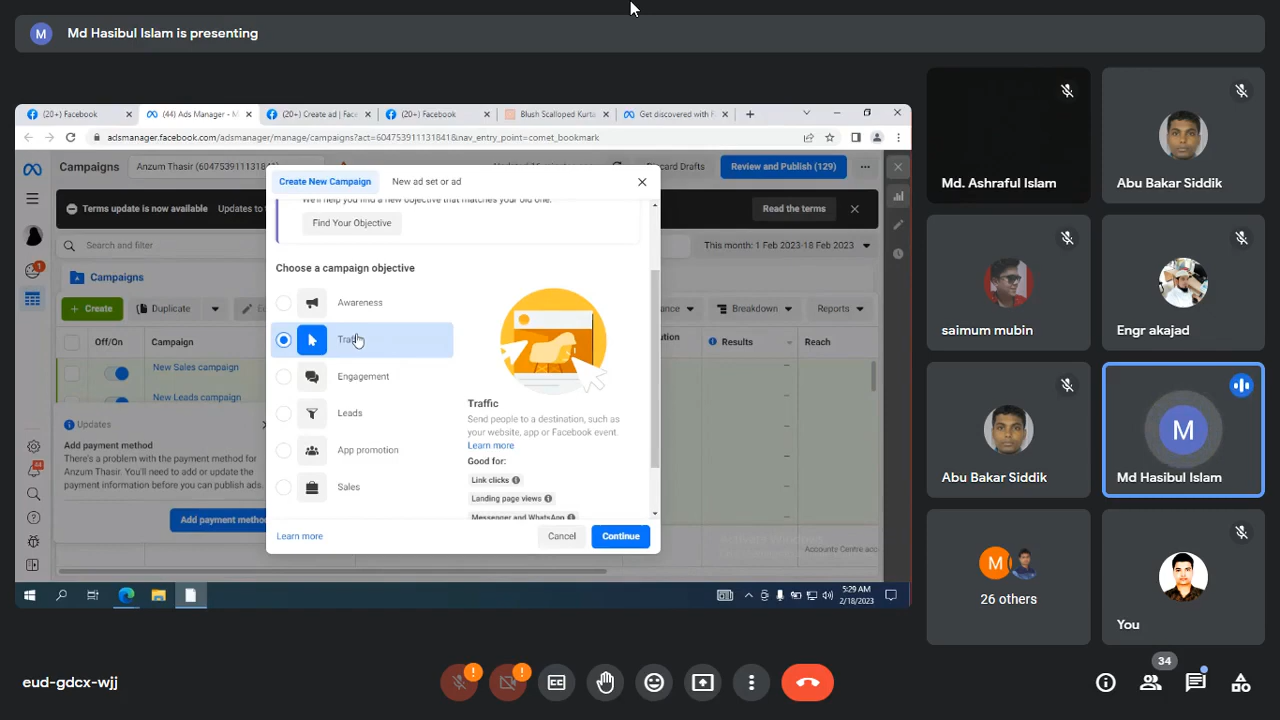 M
Md Hasibul Islam is presenting
(20+) Facebook
(44) Ads Manager - M
(20+) Create ad | Face
(20+) Facebook
Blush Scalloped Kurta
Get discovered with F
adsmanager.facebook.com/adsmanager/manage/campaigns?act=604753911131841&nav_entry_point=comet_bookmark
Campaigns
Anzum Thasir (604753911131841)
Discard Drafts
Review and Publish (129)
Create New Campaign
New ad set or ad
Terms update is now available
Updates to
Read the terms
We'll help you find a new objective that matches your old one.
Find Your Objective
Search and filter
This month: 1 Feb 2023-18 Feb 2023
Campaigns
Choose a campaign objective
+ Create
Duplicate
Breakdown
Reports
Off/On
Campaign
Results
Reach
New Sales campaign
New Leads campaign
Awareness
Traffic
Engagement
Leads
App promotion
Sales
Traffic
Send people to a destination, such as
your website, app or Facebook event.
Learn more
Good for:
Link clicks
Landing page views
Messenger and WhatsApp
Updates
Add payment method
There's a problem with the payment method for
Anzum Thasir. You'll need to add or update the
payment information before you can publish ads.
Add payment method
Learn more
Cancel
Continue
Activate Windows
Accounts Centre acc
5:29 AM
2/18/2023
Md. Ashraful Islam
Abu Bakar Siddik
saimum mubin
Engr akajad
Abu Bakar Siddik
M
Md Hasibul Islam
M
26 others
You
eud-gdcx-wjj
34